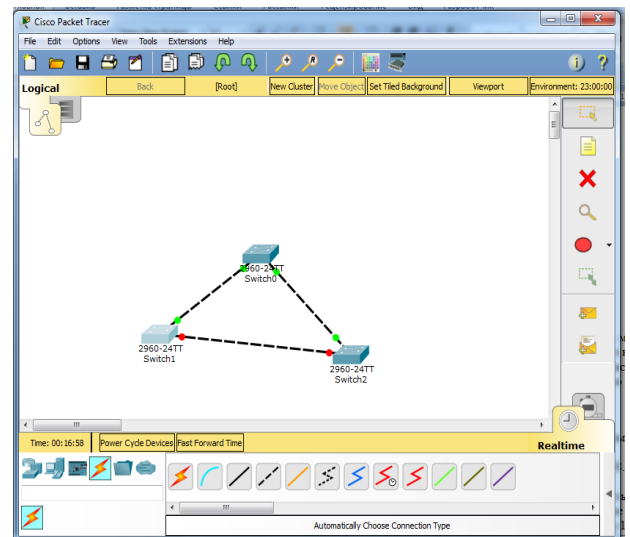 Cisco Packet Tracer
File Edit Options View Tools Extensions Help
Logical Back [Root] New Cluster Move Object Set Tiled Background Viewport Environment: 23:00:00
2960-24TT
Switch0
2960-24TT
Switch1
2960-24TT
Switch2
Time: 00:16:58 Power Cycle Devices Fast Forward Time Realtime
Automatically Choose Connection Type